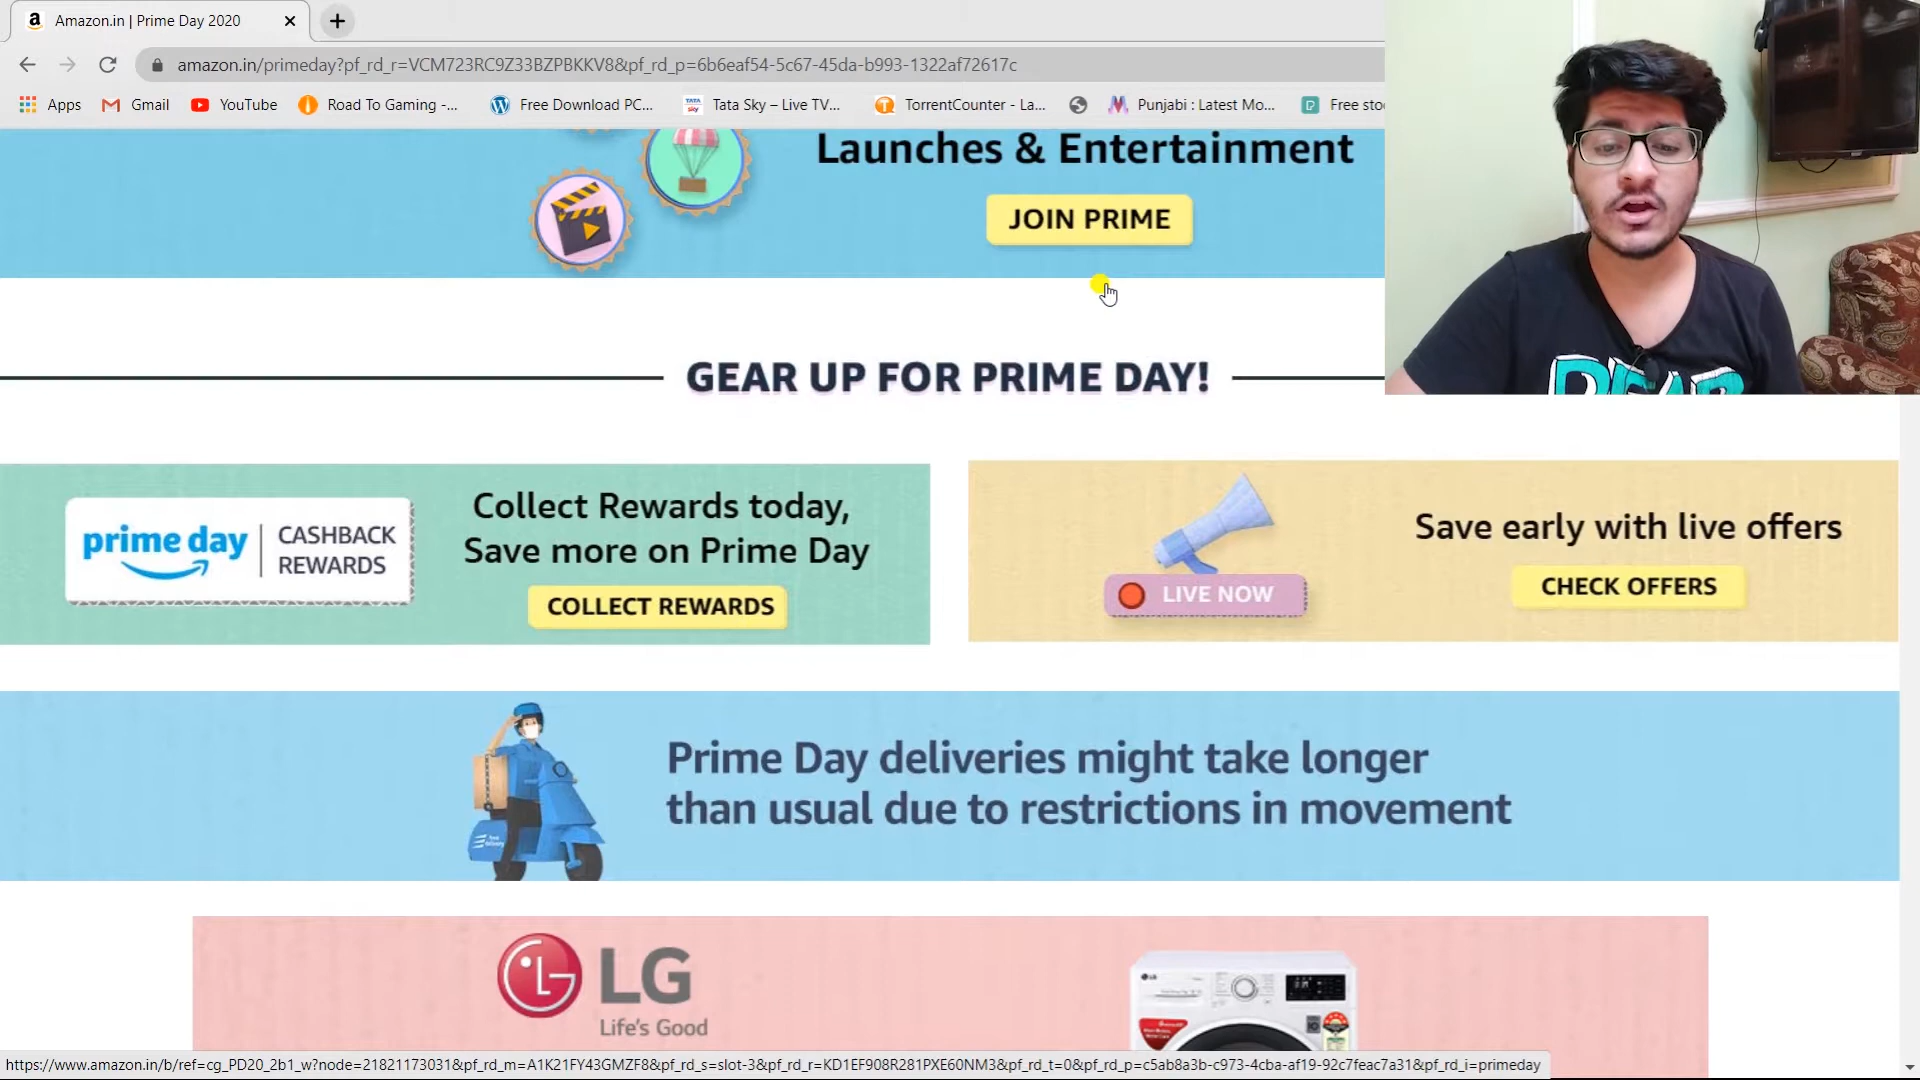 a Amazon.in | Prime Day 2020
amazon.in/primeday?pf_rd_r=VCM723RC9Z33BZPBKKV8&pf_rd_p=6b6eaf54-5c67-45da-b993-1322af72617c
Apps Gmail YouTube Road To Gaming -... Free Download PC... TATA sky Tata Sky – Live TV... TorrentCounter - La... Punjabi : Latest Mo... Free sto
Launches & Entertainment
JOIN PRIME
GEAR UP FOR PRIME DAY!
prime day
CASHBACK
REWARDS
Collect Rewards today,
Save more on Prime Day
COLLECT REWARDS
LIVE NOW
Save early with live offers
CHECK OFFERS
Prime Day deliveries might take longer
than usual due to restrictions in movement
LG
Life's Good
LG
https://www.amazon.in/b/ref=cg_PD20_2b1_w?node=21821173031&pf_rd_m=A1K21FY43GMZF8&pf_rd_s=slot-3&pf_rd_r=KD1EF908R281PXE60NM3&pf_rd_t=0&pf_rd_p=c5ab8a3b-c973-4cba-af19-92c7feac7a31&pf_rd_i=primeday